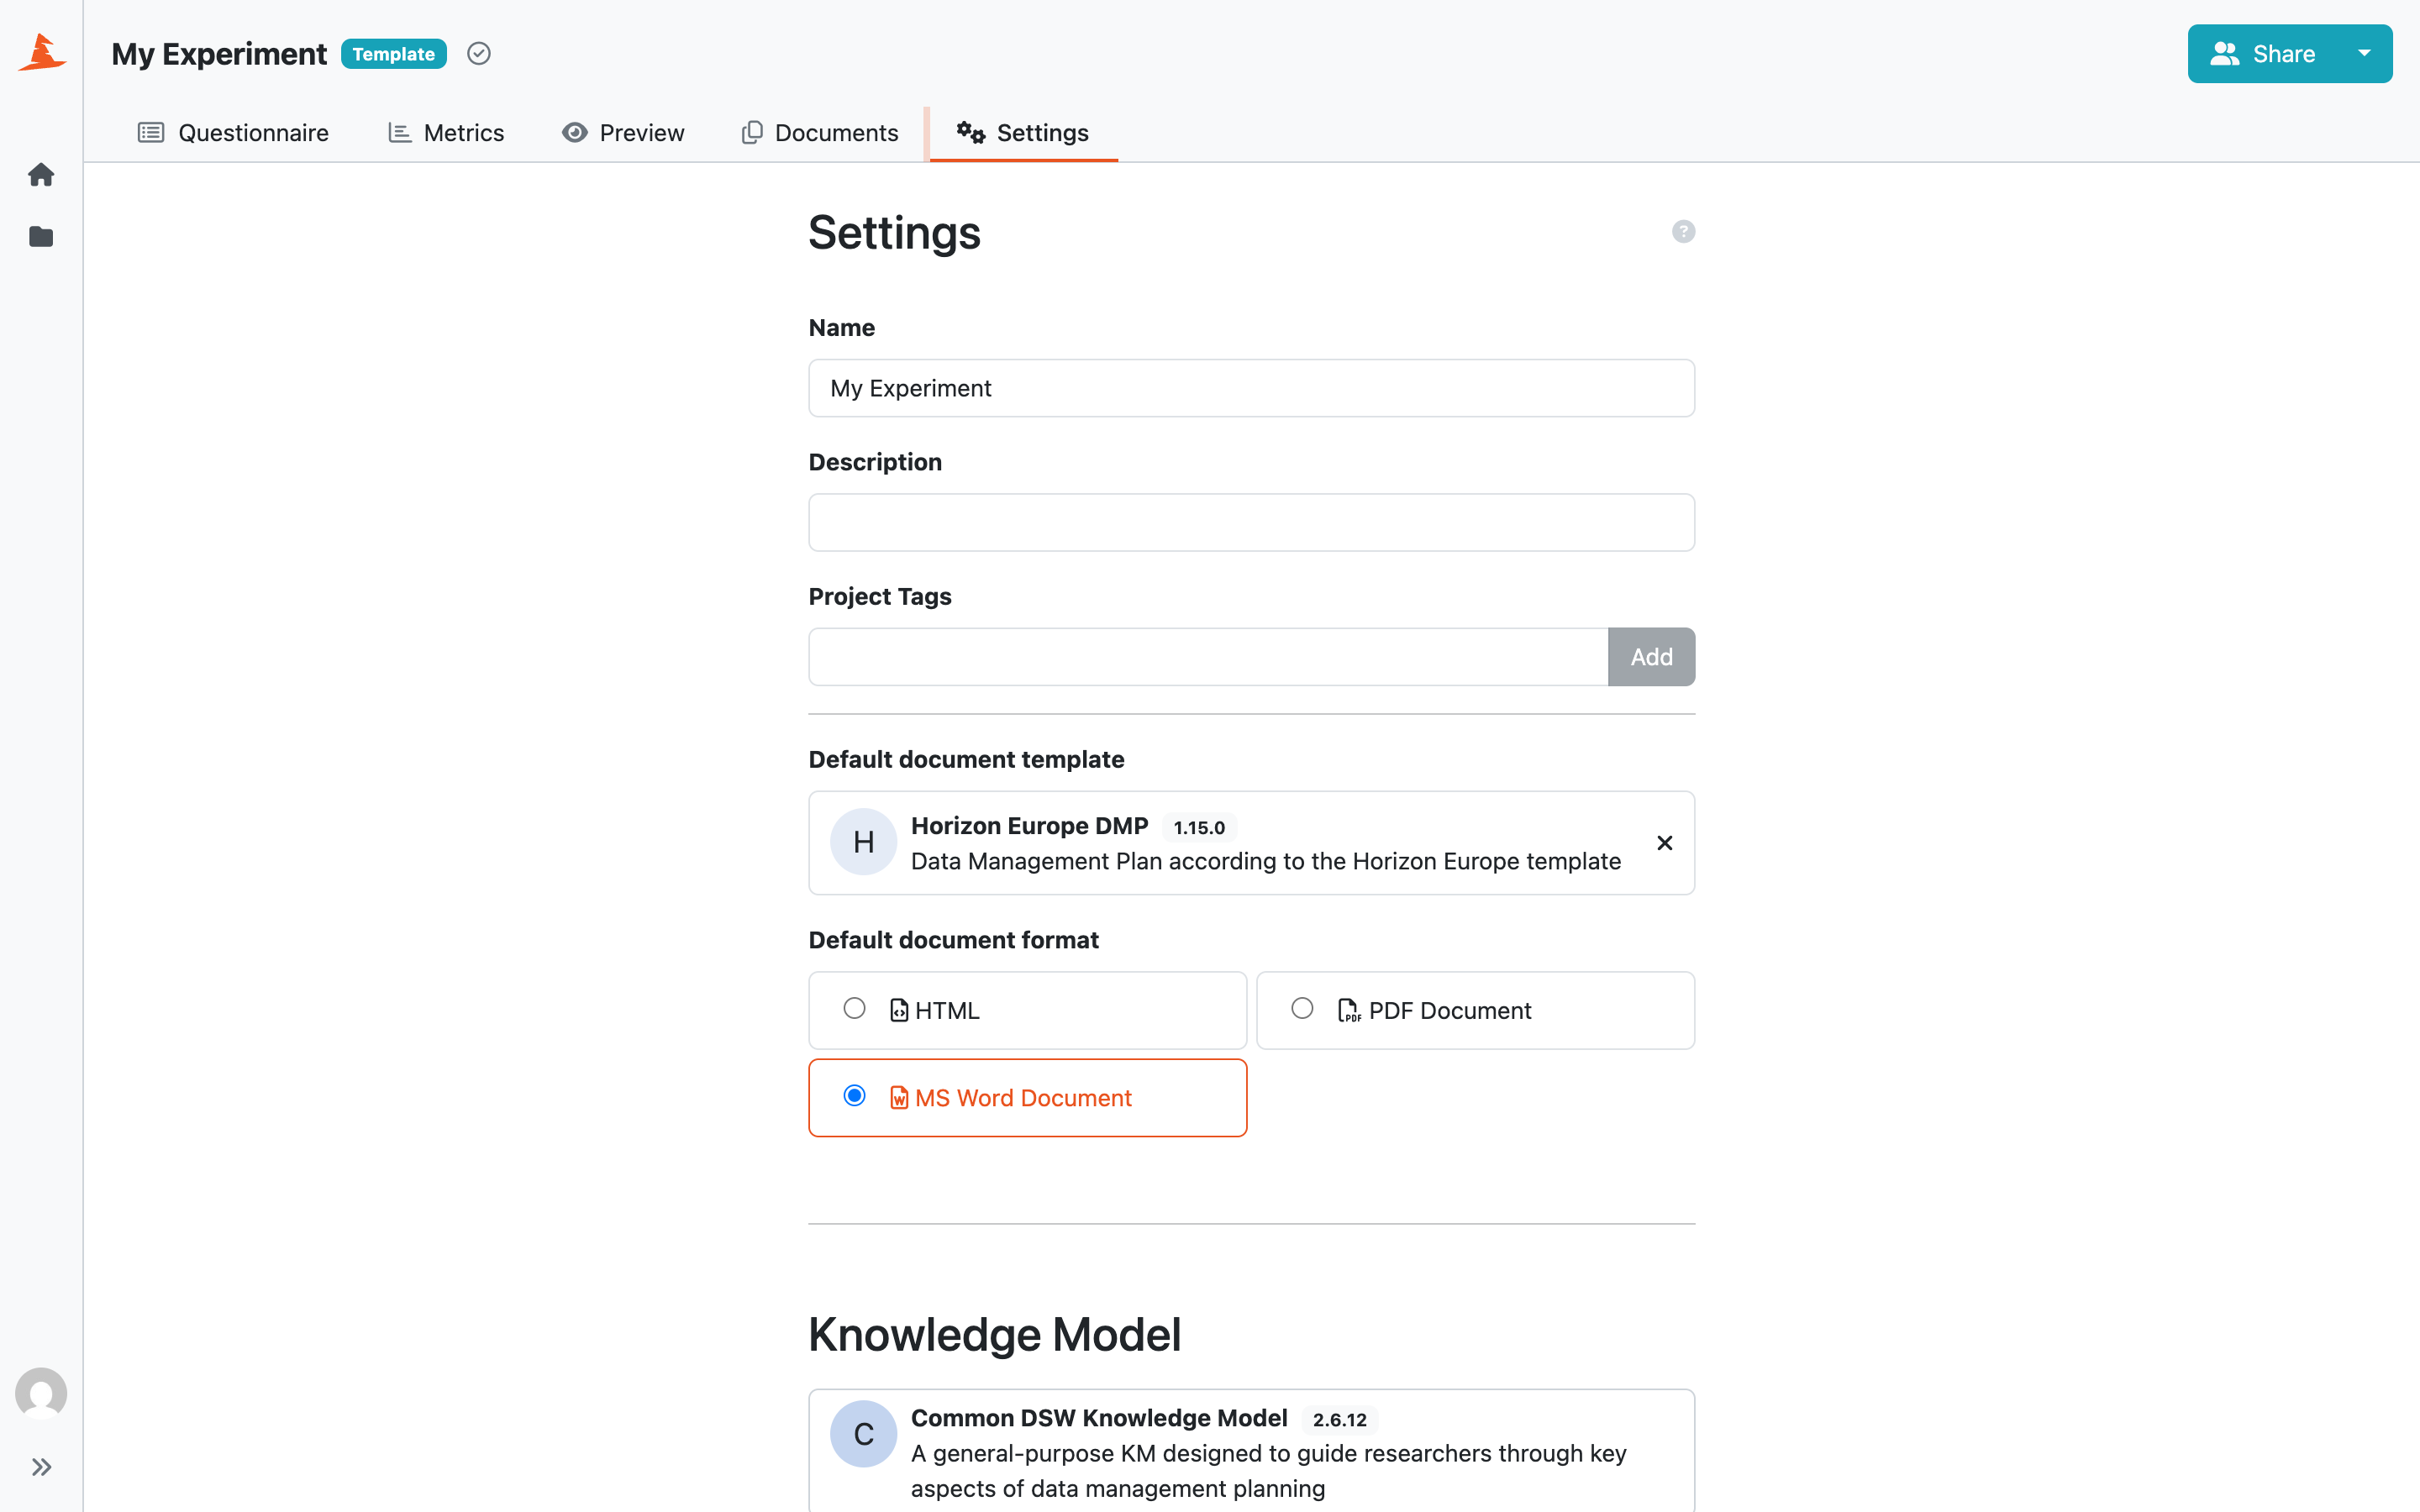 My Experiment Template
Share
Questionnaire Metrics Preview Documents Settings
Settings
?
Name
My Experiment
Description
Project Tags
Add
Default document template
H
Horizon Europe DMP 1.15.0
Data Management Plan according to the Horizon Europe template
Default document format
HTML
PDF PDF Document
W MS Word Document
Knowledge Model
C
Common DSW Knowledge Model 2.6.12
A general-purpose KM designed to guide researchers through key
aspects of data management planning